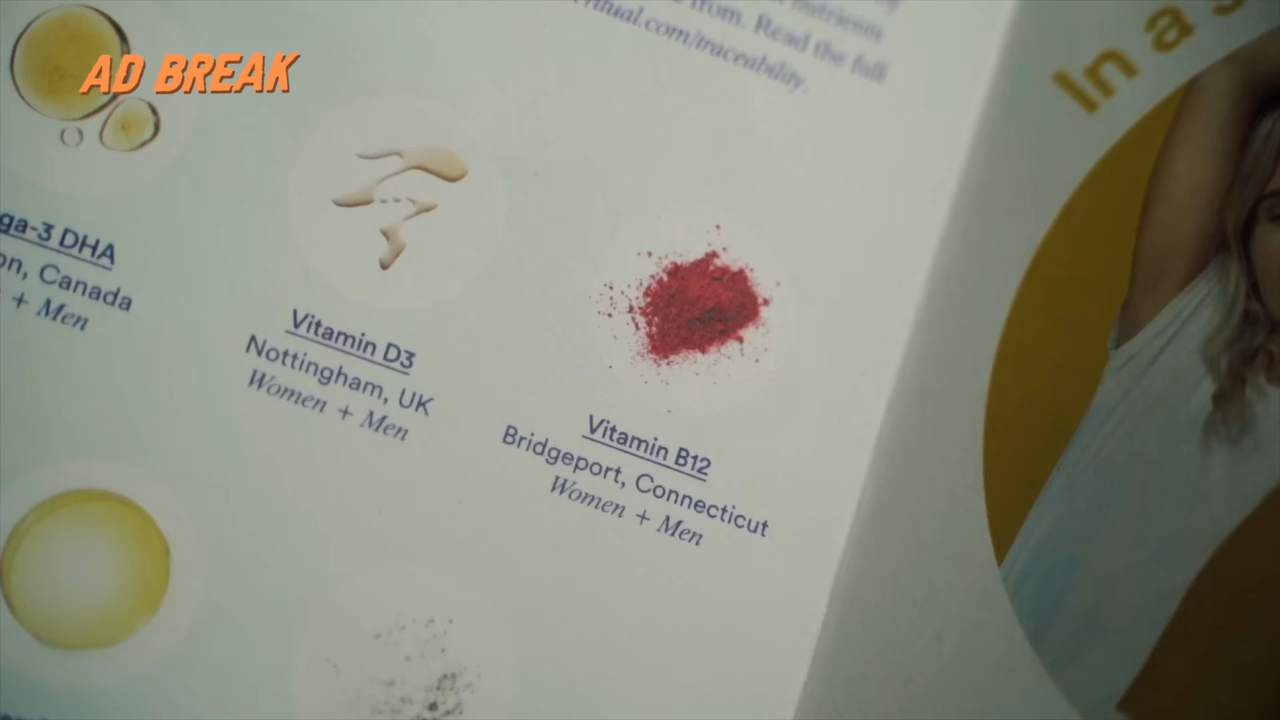 AD BREAK
from. Read the full
ritual.com/traceability.
In a
ga-3 DHA
on, Canada
+ Men
Vitamin D3
Nottingham, UK
Women + Men
Vitamin B12
Bridgeport, Connecticut
Women + Men